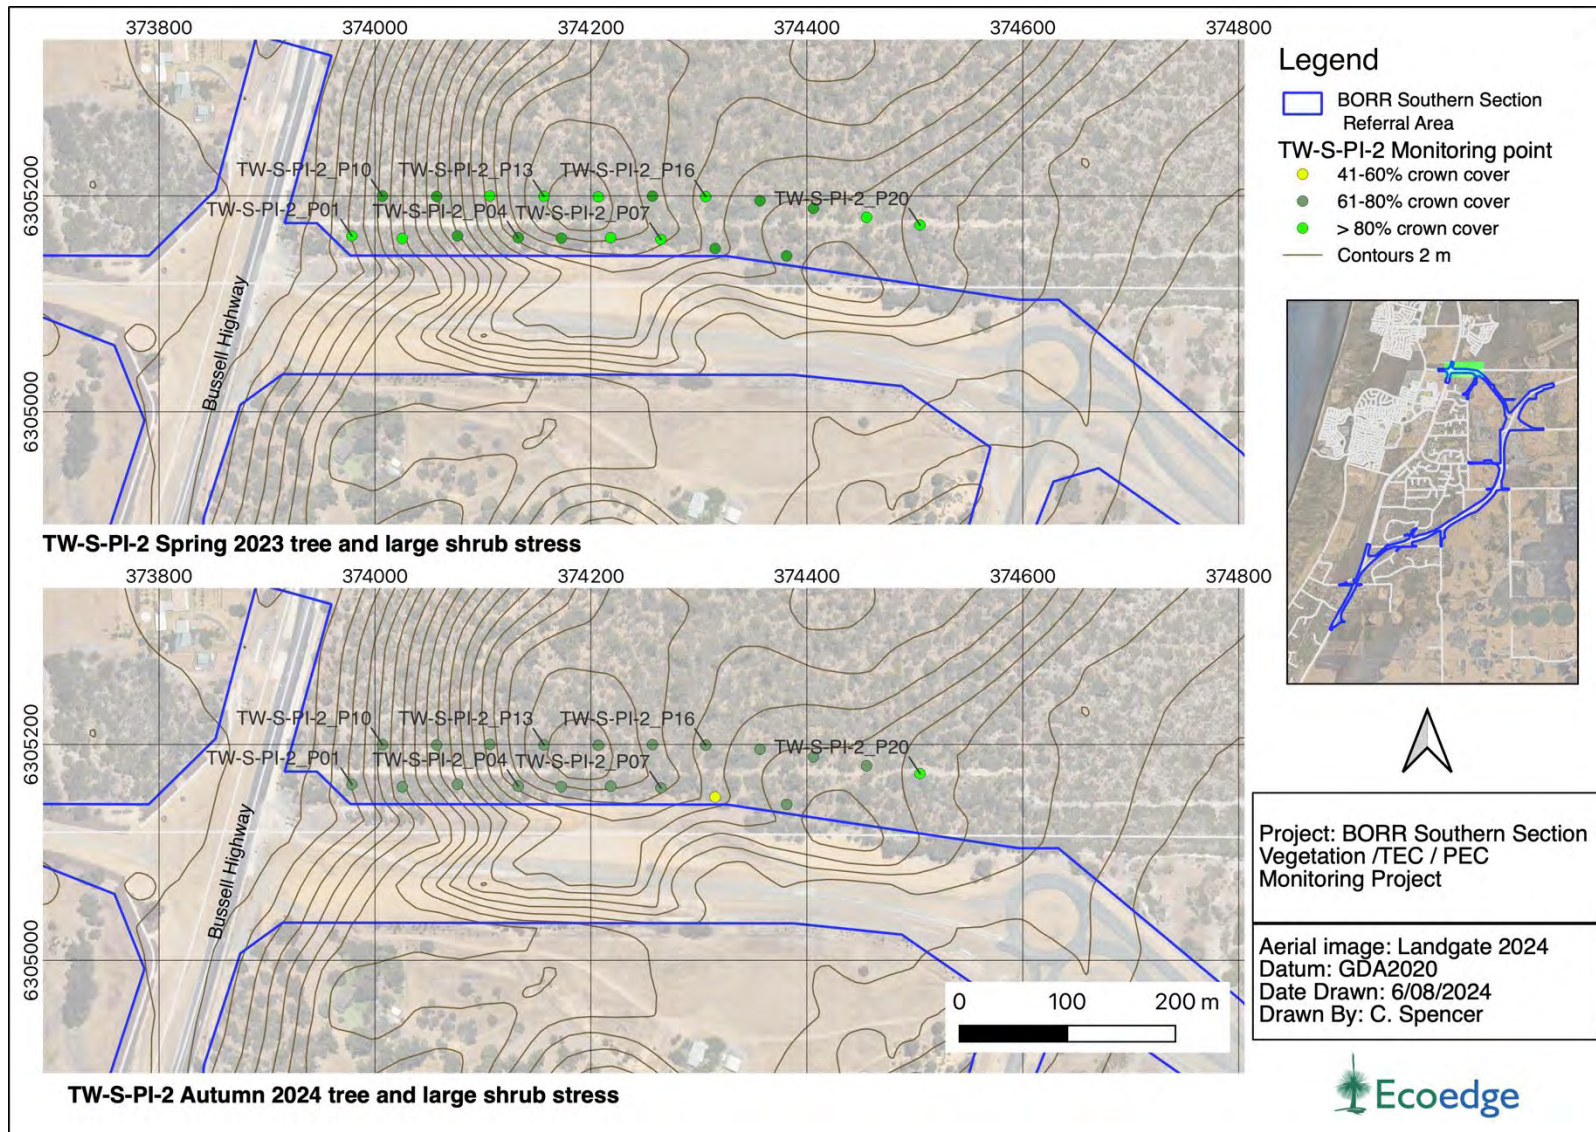 373800 374000 374200 374400 374600 374800
6305200
6305000
TW-S-PI-2_P10 TW-S-PI-2_P13 TW-S-PI-2_P16
TW-S-PI-2_P20
TW-S-PI-2_P01 TW-S-PI-2_P04 TW-S-PI-2_P07
Bussell Highway
TW-S-PI-2 Spring 2023 tree and large shrub stress
373800 374000 374200 374400 374600 374800
6305200
6305000
TW-S-PI-2_P10 TW-S-PI-2_P13 TW-S-PI-2_P16
TW-S-PI-2_P20
TW-S-PI-2_P01 TW-S-PI-2_P04 TW-S-PI-2_P07
Bussell Highway
0 100 200 m
TW-S-PI-2 Autumn 2024 tree and large shrub stress
Legend
BORR Southern Section
Referral Area
TW-S-PI-2 Monitoring point
41-60% crown cover
61-80% crown cover
> 80% crown cover
Contours 2 m
Project: BORR Southern Section
Vegetation /TEC / PEC
Monitoring Project
Aerial image: Landgate 2024
Datum: GDA2020
Date Drawn: 6/08/2024
Drawn By: C. Spencer
Ecoedge